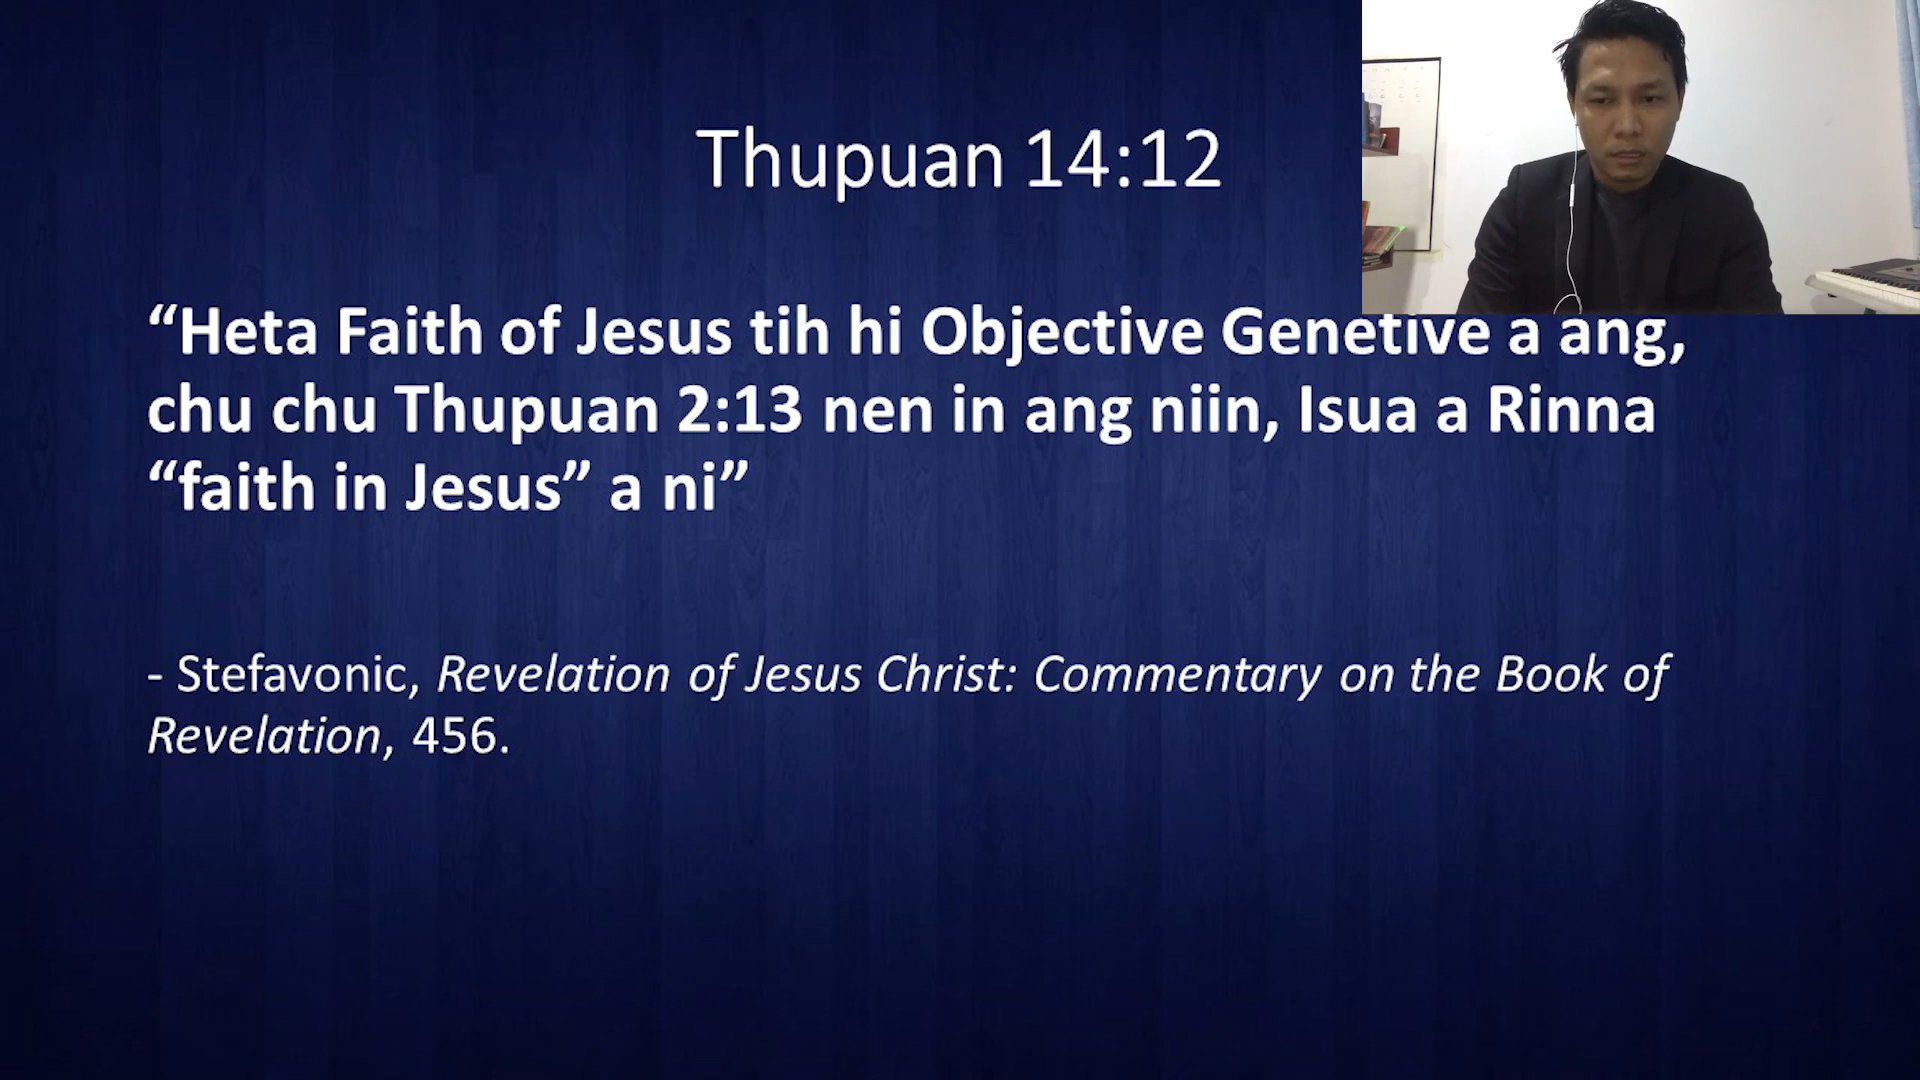 Thupuan 14:12
“Heta Faith of Jesus tih hi Objective Genetive a ang,
chu chu Thupuan 2:13 nen in ang niin, Isua a Rinna
“faith in Jesus” a ni”
- Stefavonic, Revelation of Jesus Christ: Commentary on the Book of
Revelation, 456.